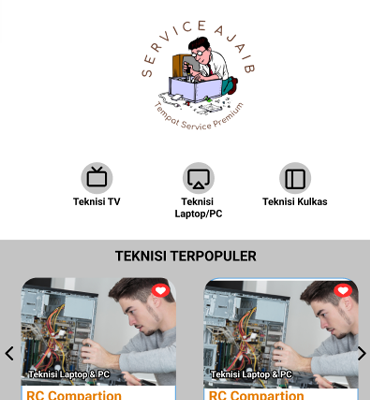 SERVICE AJAIB
Tempat Service Premium
Teknisi TV
Teknisi
Laptop/PC
Teknisi Kulkas
TEKNISI TERPOPULER
Teknisi Laptop & PC
Teknisi Laptop & PC
RC Compartion
RC Compartion